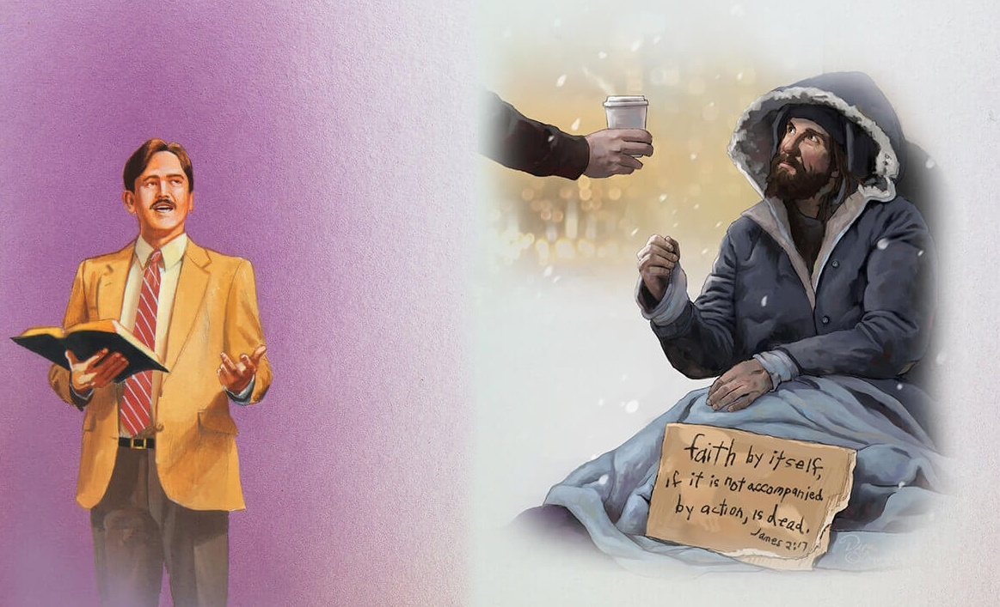 faith by itself,
if it is not accompanied
by action, is dead.
James 2:17